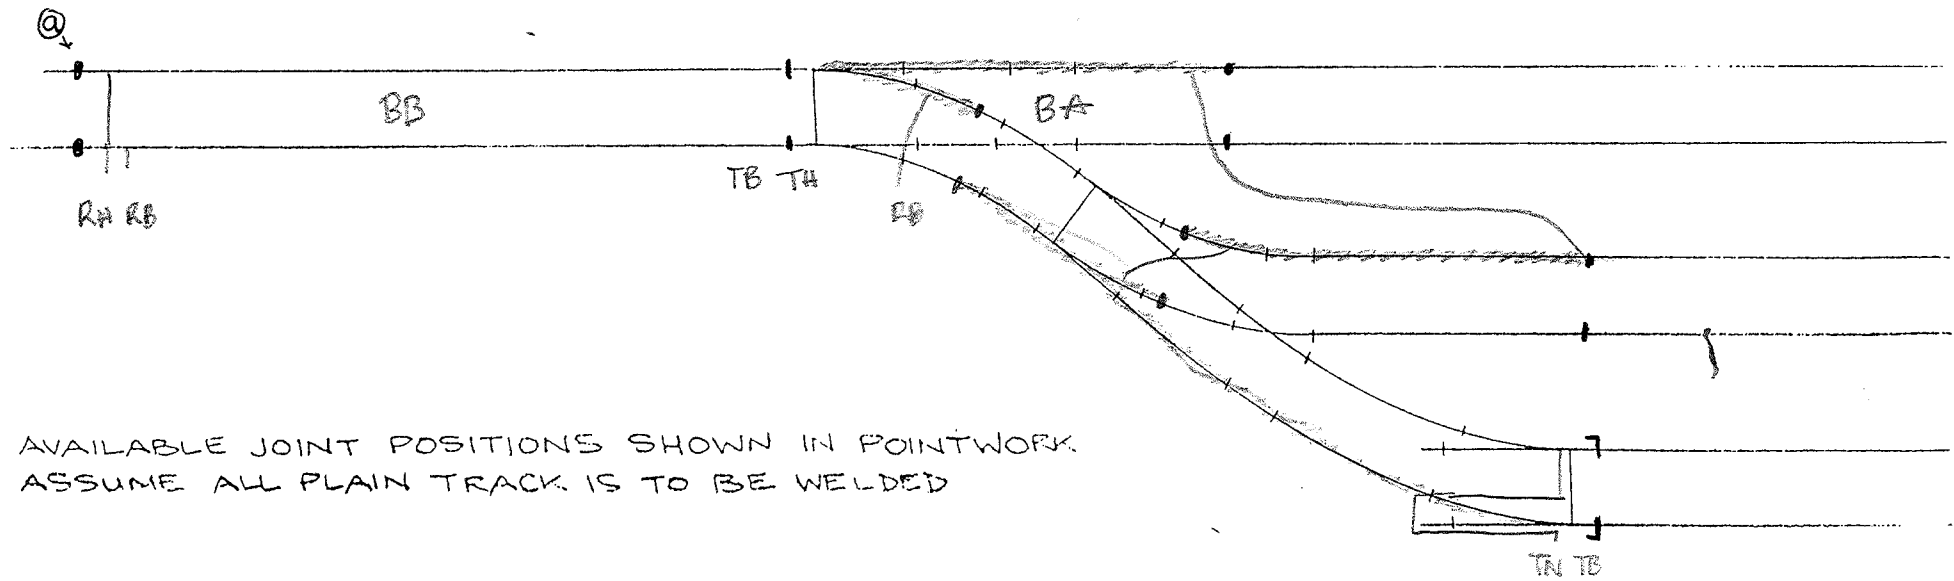 @
BB
BA
TB TH
RH RB
RB
AVAILABLE JOINT POSITIONS SHOWN IN POINTWORK.
ASSUME ALL PLAIN TRACK IS TO BE WELDED
TN TB